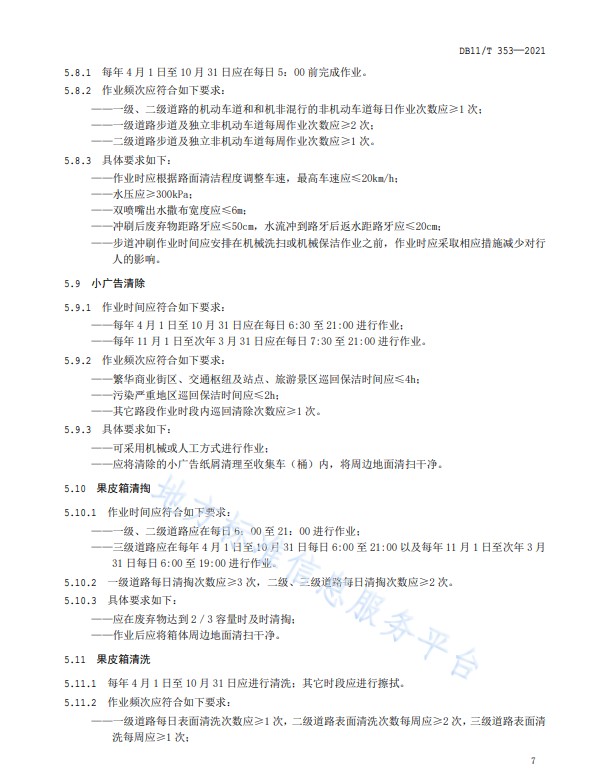 DB11/T 353—2021
5.8.1 每年 4 月 1 日至 10 月 31 日应在每日 5：00 前完成作业。
5.8.2 作业频次应符合如下要求：
——一级、二级道路的机动车道和和机非混行的非机动车道每日作业次数应≥1 次；
——一级道路步道及独立非机动车道每周作业次数应≥2 次；
——二级道路步道及独立非机动车道每周作业次数应≥1 次。
5.8.3 具体要求如下：
——作业时应根据路面清洁程度调整车速，最高车速应≤20km/h；
——水压应≥300kPa；
——双喷嘴出水散布宽度应≤6m；
——冲刷后废弃物距路牙应≤50cm，水流冲到路牙后返水距路牙应≤20cm；
——步道冲刷作业时间应安排在机械洗扫或机械保洁作业之前，作业时应采取相应措施减少对行
人的影响。
5.9 小广告清除
5.9.1 作业时间应符合如下要求：
——每年 4 月 1 日至 10 月 31 日应在每日 6:30 至 21:00 进行作业；
——每年 11 月 1 日至次年 3 月 31 日应在每日 7:30 至 21:00 进行作业。
5.9.2 作业频次应符合如下要求：
——繁华商业街区、交通枢纽及站点、旅游景区巡回保洁时间应≤4h；
——污染严重地区巡回保洁时间应≤2h；
——其它路段作业时段内巡回清除次数应≥1 次。
5.9.3 具体要求如下：
——可采用机械或人工方式进行作业；
——应将清除的小广告纸屑清理至收集车（桶）内，将周边地面清扫干净。
5.10 果皮箱清掏
5.10.1 作业时间应符合如下要求：
——一级、二级道路应在每日 6：00 至 21：00 进行作业；
——三级道路应在每年 4 月 1 日至 10 月 31 日每日 6:00 至 21:00 以及每年 11 月 1 日至次年 3 月
31 日每日 6:00 至 19:00 进行作业。
5.10.2 一级道路每日清掏次数应≥3 次，二级、三级道路每日清掏次数应≥2 次。
5.10.3 具体要求如下：
——应在废弃物达到 2／3 容量时及时清掏；
——作业后应将箱体周边地面清扫干净。
5.11 果皮箱清洗
5.11.1 每年 4 月 1 日至 10 月 31 日应进行清洗；其它时段应进行擦拭。
5.11.2 作业频次应符合如下要求：
——一级道路每日表面清洗次数应≥1 次，二级道路表面清洗次数每周应≥2 次，三级道路表面清
洗每周应≥1 次；
7
地方标准信息服务平台